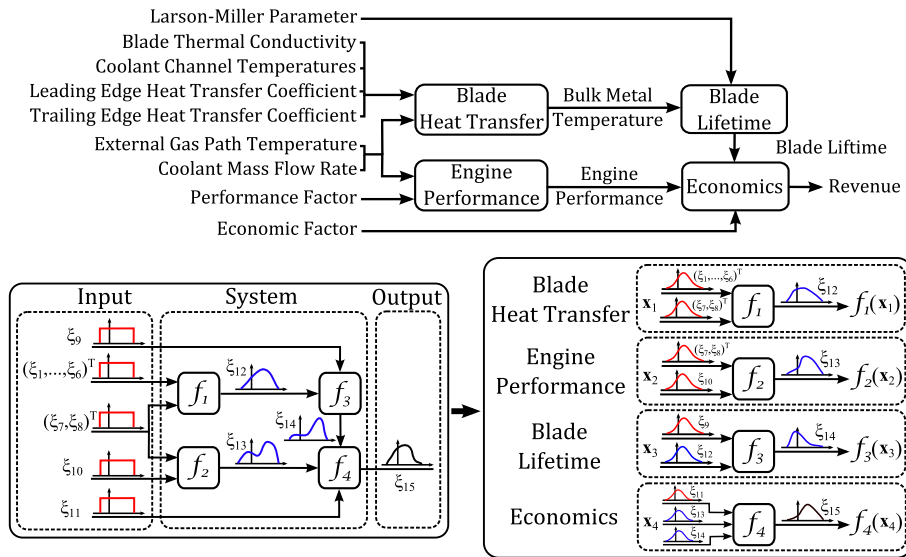 Larson-Miller Parameter
Blade Thermal Conductivity
Coolant Channel Temperatures
Leading Edge Heat Transfer Coefficient
Trailing Edge Heat Transfer Coefficient
External Gas Path Temperature
Coolant Mass Flow Rate
Performance Factor
Economic Factor
Blade
Heat Transfer
Bulk Metal
Temperature
Blade
Lifetime
Blade Liftime
Engine
Performance
Engine
Performance
Economics
Revenue
Input
System
Output
ξ9
(ξ1,...,ξ6)ᵀ
(ξ7,ξ8)ᵀ
ξ10
ξ11
f1
ξ12
f3
ξ14
f2
ξ13
f4
ξ15
Blade
Heat Transfer
x1
(ξ1,...,ξ6)ᵀ
(ξ7,ξ8)ᵀ
f1
ξ12
f1(x1)
Engine
Performance
x2
(ξ7,ξ8)ᵀ
ξ10
f2
ξ13
f2(x2)
Blade
Lifetime
x3
ξ9
ξ12
f3
ξ14
f3(x3)
Economics
x4
ξ11
ξ13
ξ14
f4
ξ15
f4(x4)